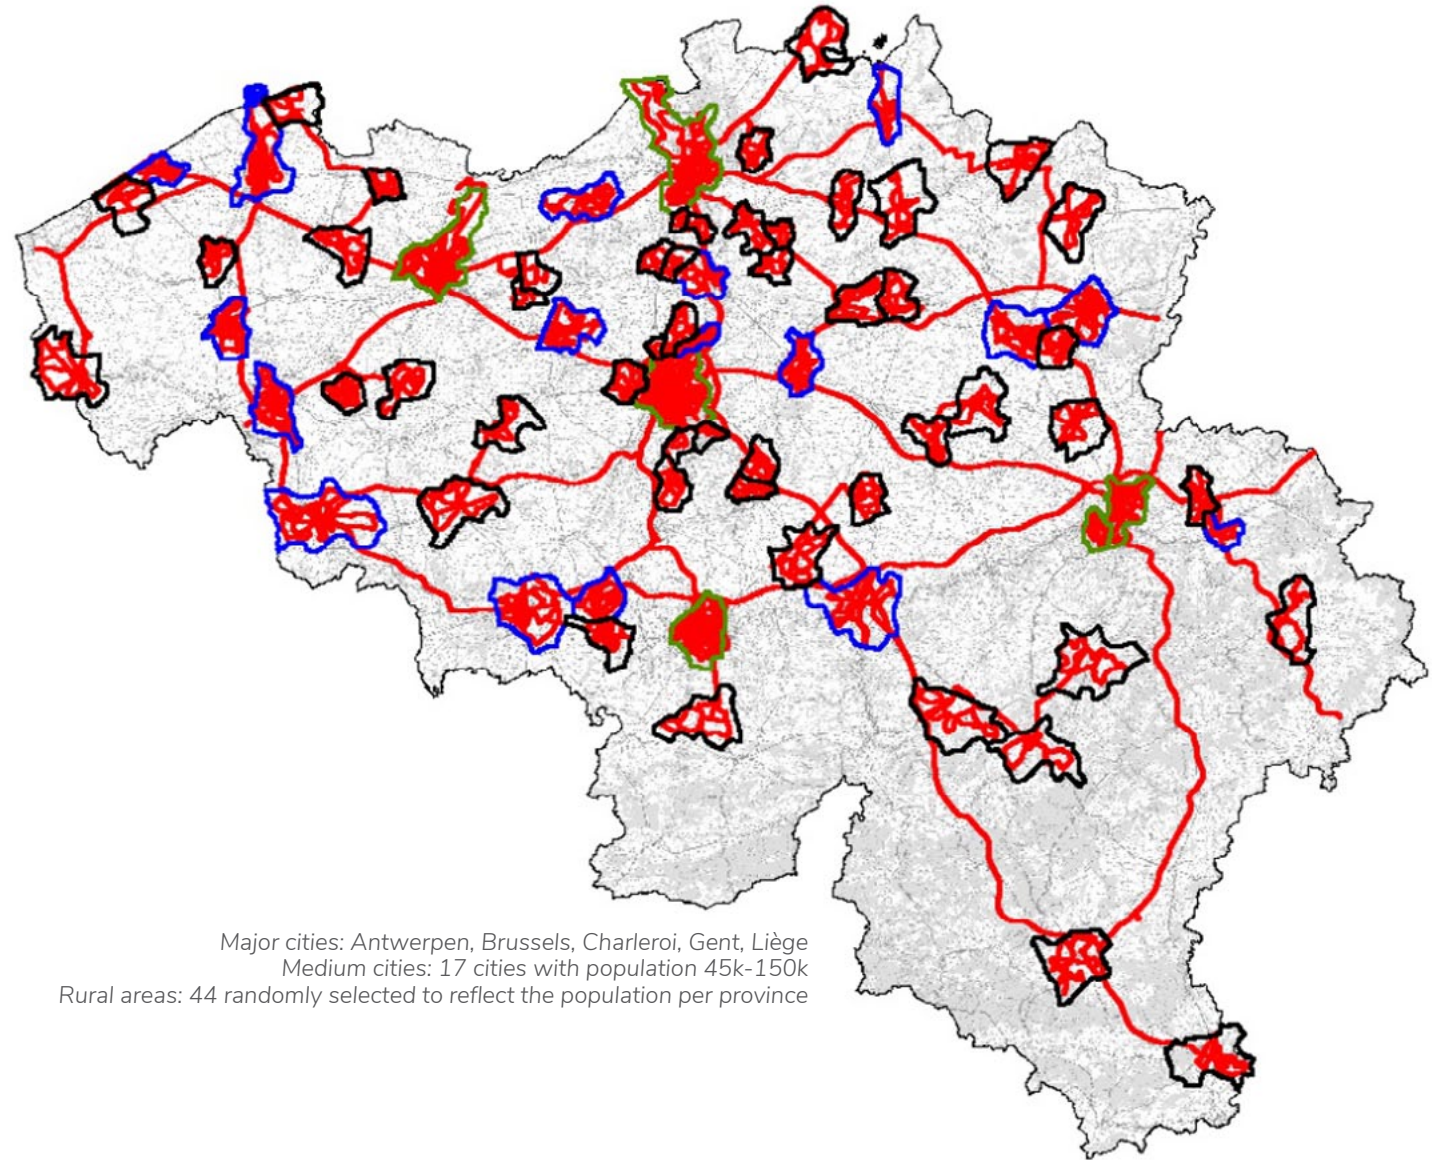 Major cities: Antwerpen, Brussels, Charleroi, Gent, Liège
Medium cities: 17 cities with population 45k-150k
Rural areas: 44 randomly selected to reflect the population per province